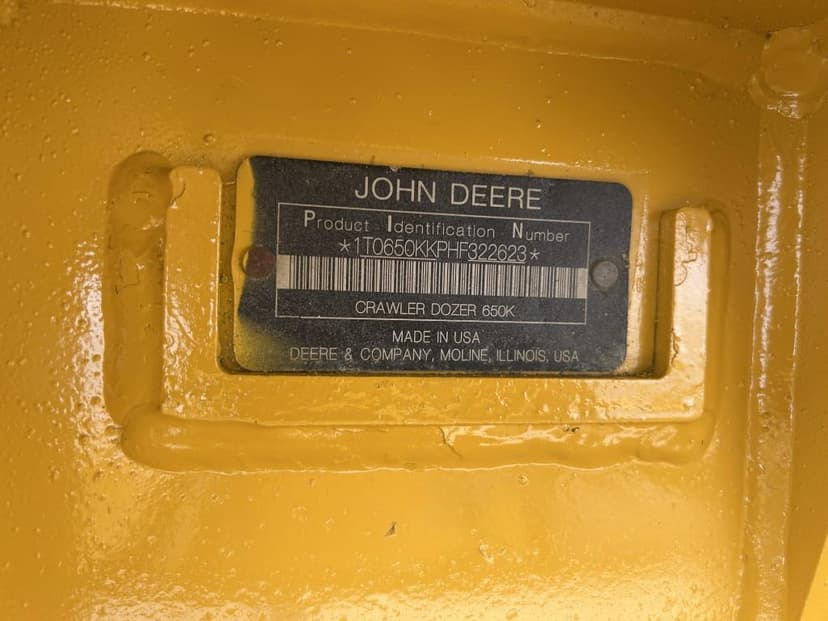 JOHN DEERE
Product Identification Number
*1T0650KKPHF322623*
CRAWLER DOZER 650K
MADE IN USA
DEERE & COMPANY, MOLINE, ILLINOIS, USA